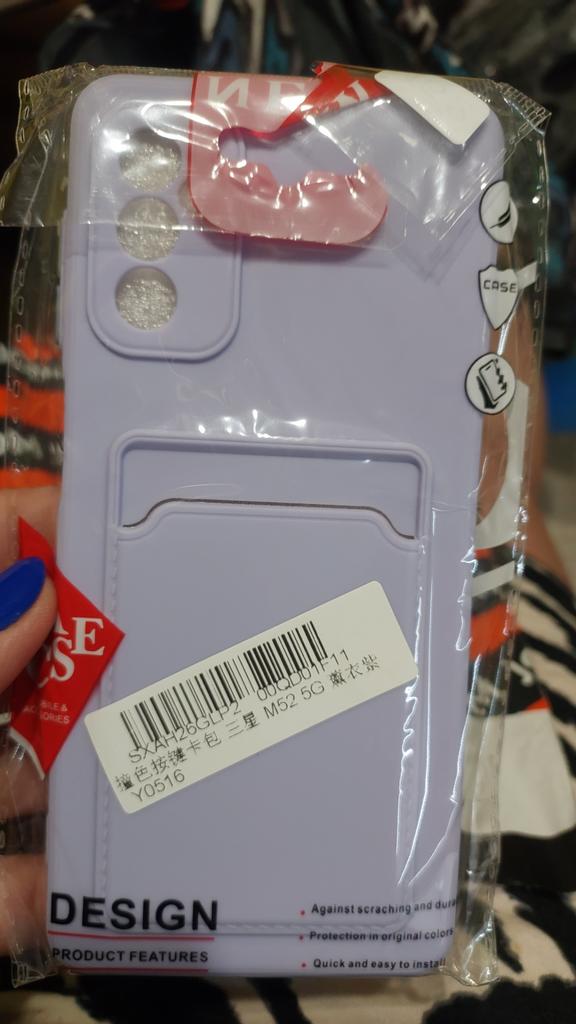 NEW
CASE
SXAH26GLP2 00QD01F11
撞色按键卡包 三星 M52 5G 薰衣紫
Y0516
DESIGN
PRODUCT FEATURES
• Against scraching and dura
• Protection in original colors
• Quick and easy to instal